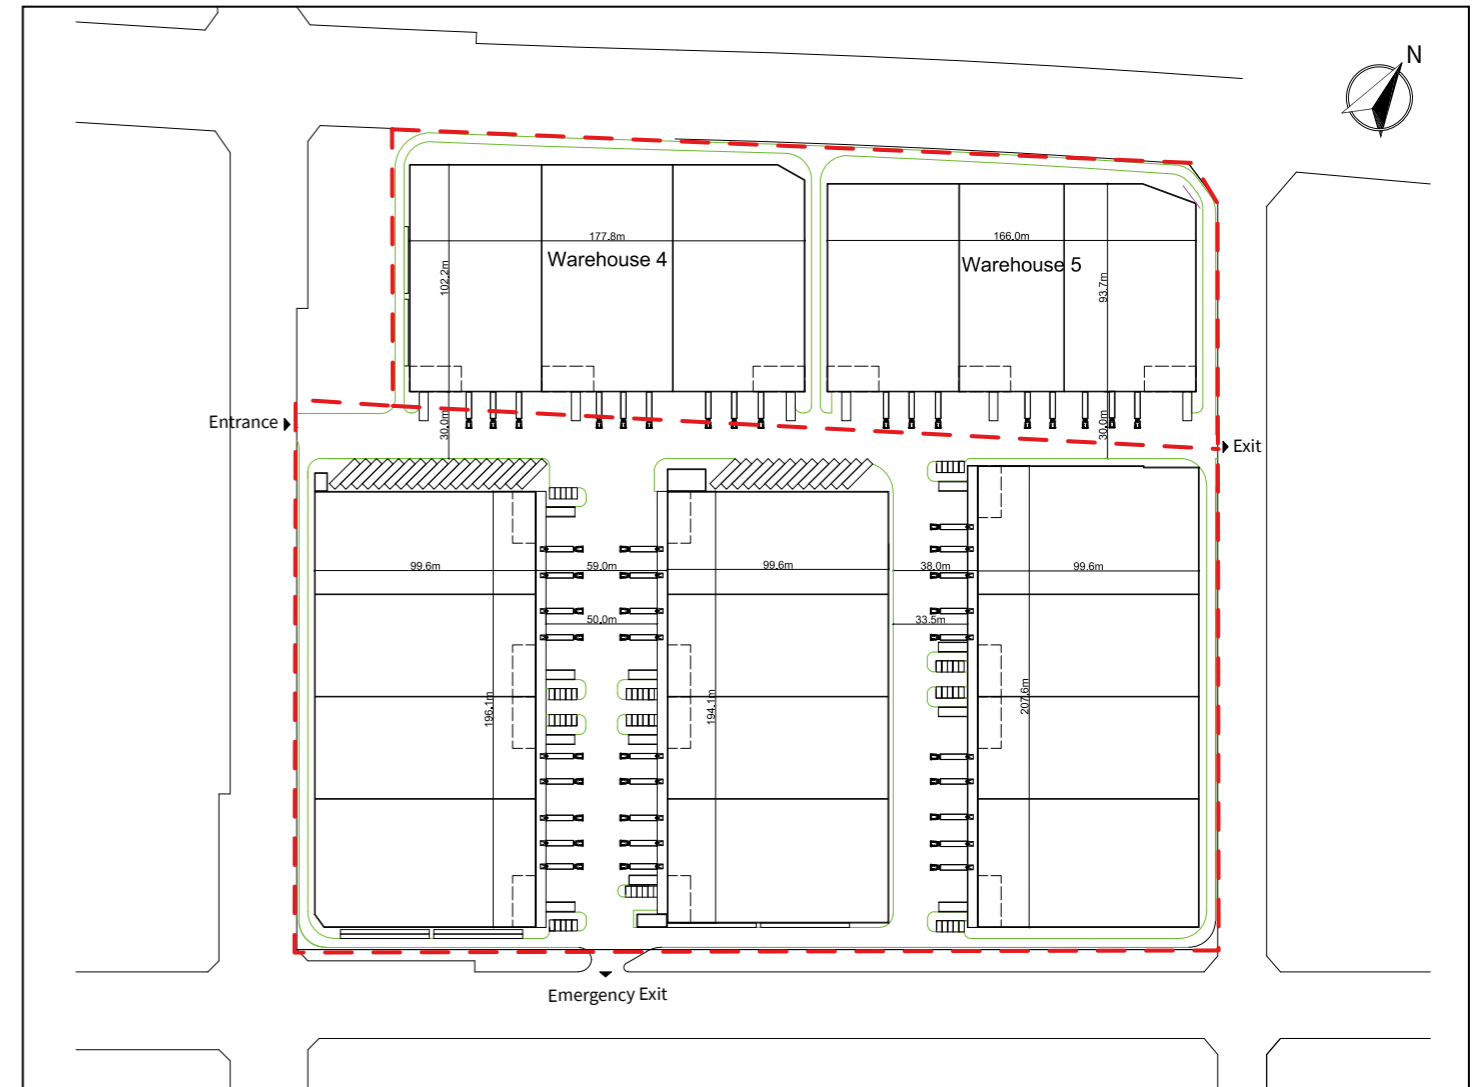 N
177.8m
Warehouse 4
102.2m
166.0m
Warehouse 5
93.7m
Entrance
30.0m
30.0m
Exit
99.6m
59.0m
99.6m
38.0m
99.6m
50.0m
33.5m
196.1m
194.1m
207.6m
Emergency Exit